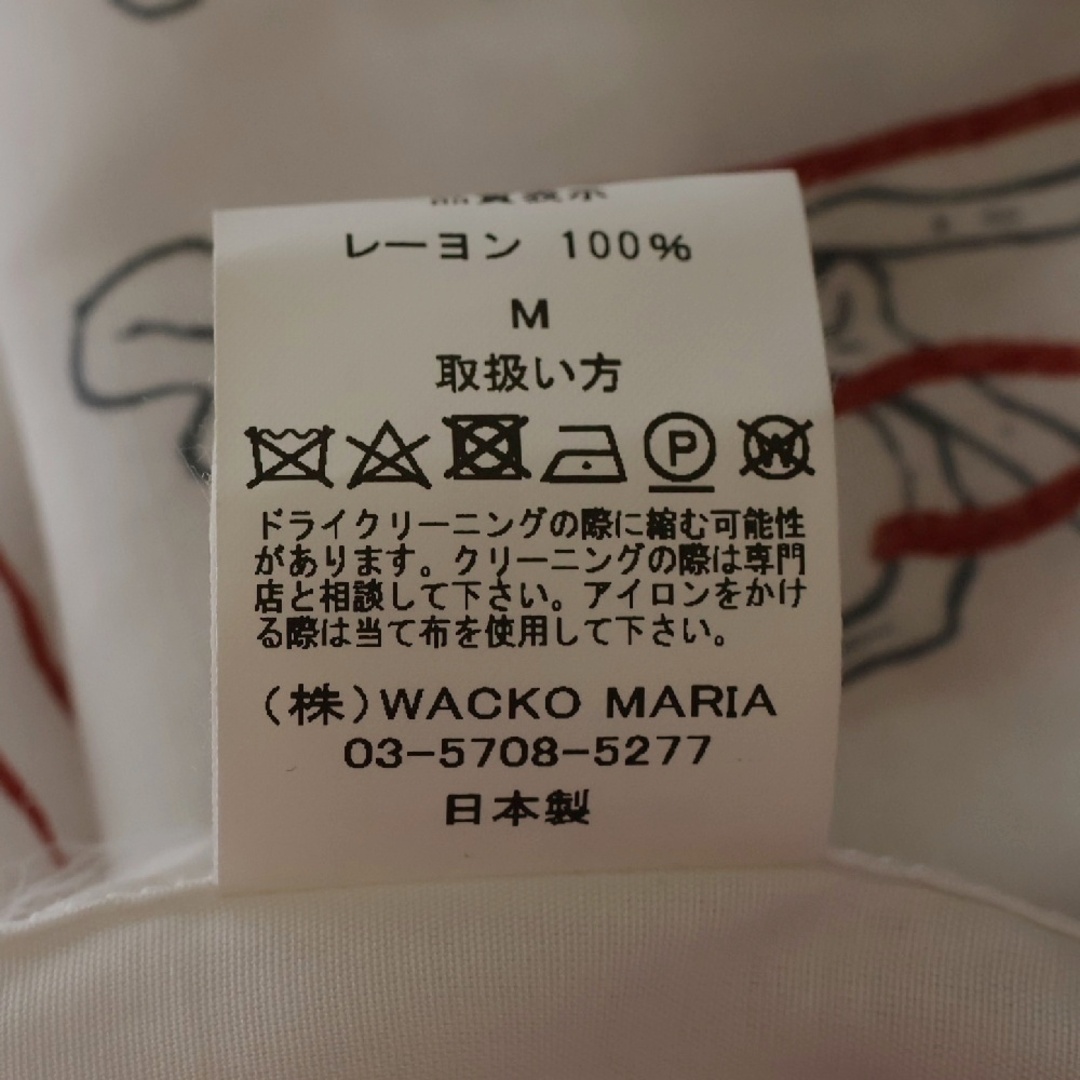 品質表示
レーヨン 100%
M
取扱い方
P W
ドライクリーニングの際に縮む可能性
があります。クリーニングの際は専門
店と相談して下さい。アイロンをかけ
る際は当て布を使用して下さい。
(株)WACKO MARIA
03-5708-5277
日本製